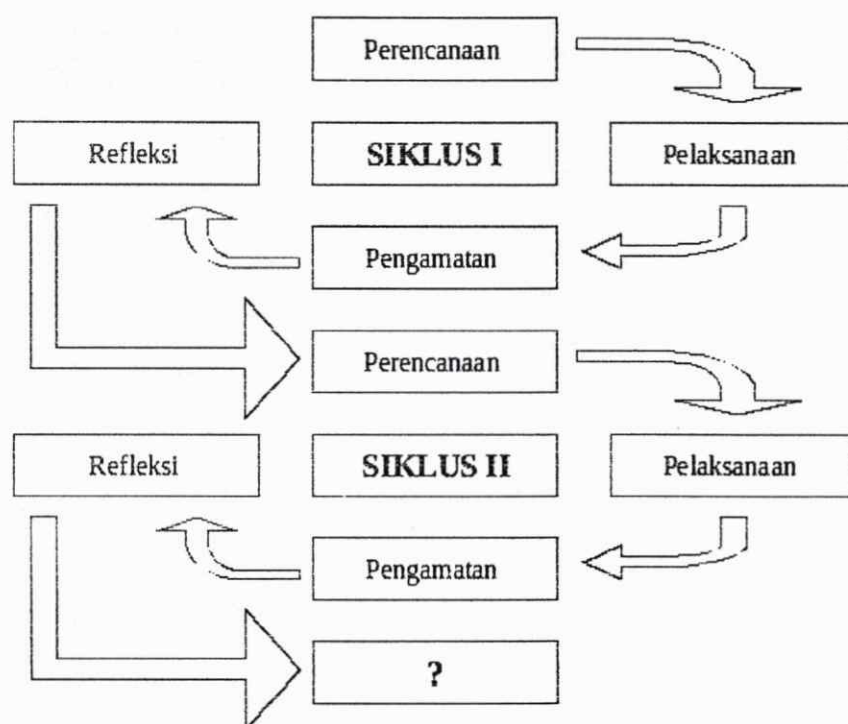 Perencanaan
Refleksi
SIKLUS I
Pelaksanaan
Pengamatan
Perencanaan
Refleksi
SIKLUS II
Pelaksanaan
Pengamatan
?